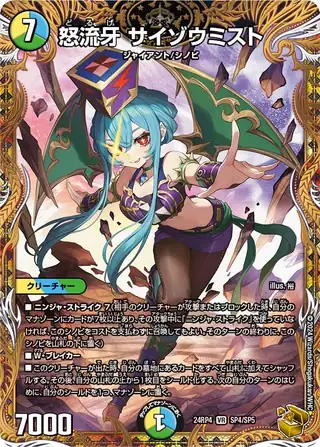 7
怒流牙 サイゾウミスト
ジャイアント/シノビ
illus. 裕
クリーチャー
■ニンジャ・ストライク 7(相手のクリーチャーが攻撃またはブロックした時、自分の
マナゾーンにカードが7枚以上あり、その攻撃中に「ニンジャ・ストライク」を使ってい
なければ、このシノビをコストを支払わずに召喚してもよい。そのターンの終わりに、こ
のシノビを山札の下に置く)
■W・ブレイカー
■このクリーチャーが出た時、自分の墓地にあるカードをすべて山札に加えてシャッ
フルする。その後、自分の山札の上から1枚目をシールド化する。次の自分のターンのはじ
めに、自分のシールドを1つ、マナゾーンに置く。
7000
1
24RP4 VR SP4/SP5